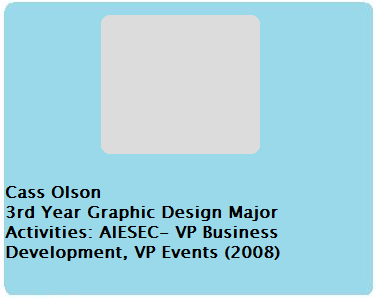 Cass Olson
3rd Year Graphic Design Major
Activities: AIESEC- VP Business
Development, VP Events (2008)